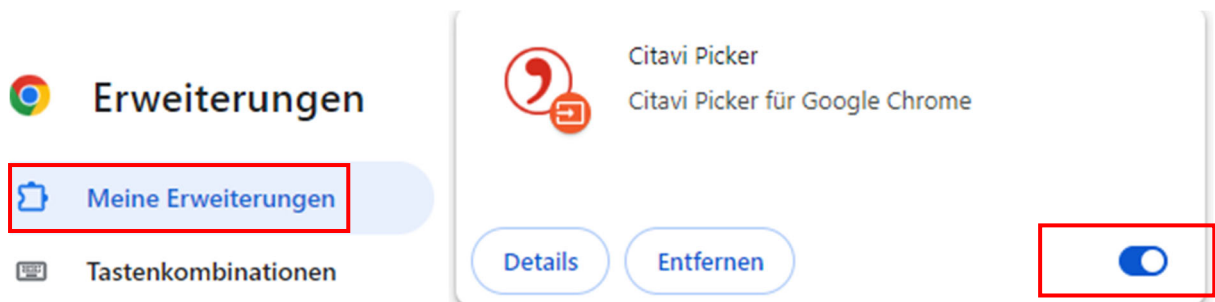 Erweiterungen
Meine Erweiterungen
Tastenkombinationen
Citavi Picker
Citavi Picker für Google Chrome
Details
Entfernen